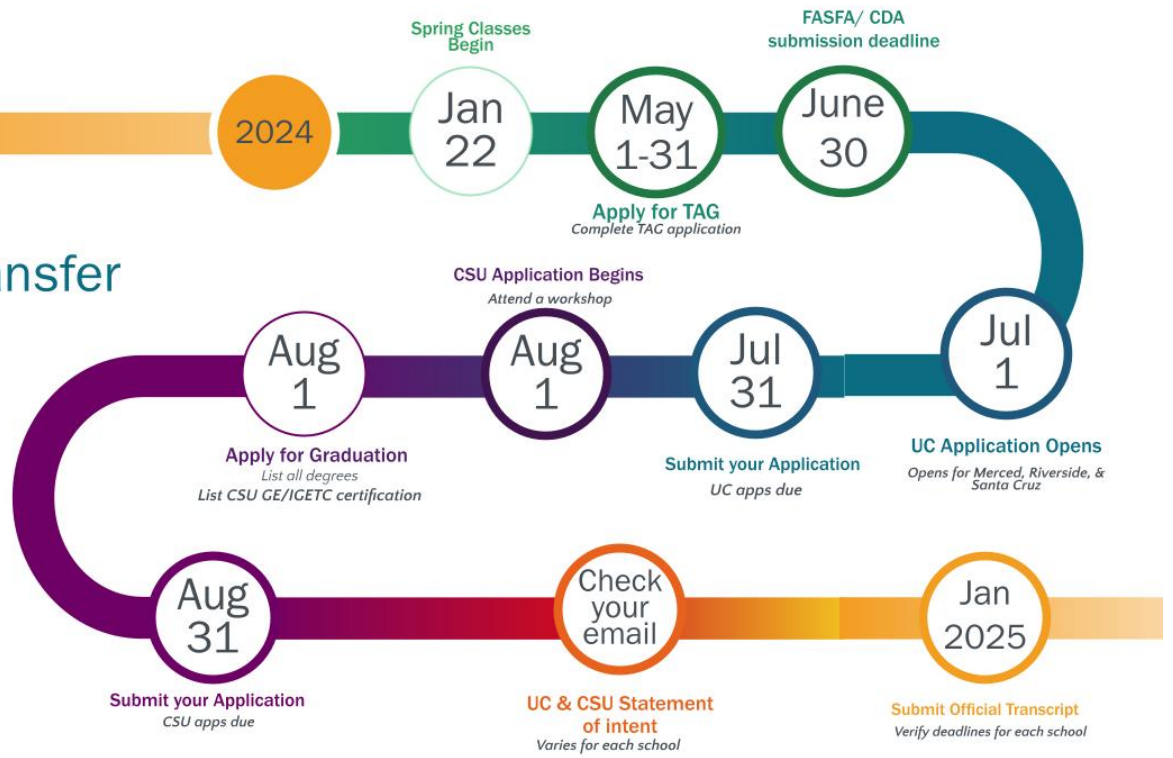 2024
Spring Classes
Begin
Jan
22
May
1-31
Apply for TAG
Complete TAG application
FASFA/ CDA
submission deadline
June
30
ansfer
Jul
1
UC Application Opens
Opens for Merced, Riverside, &
Santa Cruz
Jul
31
Submit your Application
UC apps due
CSU Application Begins
Attend a workshop
Aug
1
Aug
1
Apply for Graduation
List all degrees
List CSU GE/IGETC certification
Aug
31
Submit your Application
CSU apps due
Check
your
email
UC & CSU Statement
of intent
Varies for each school
Jan
2025
Submit Official Transcript
Verify deadlines for each school